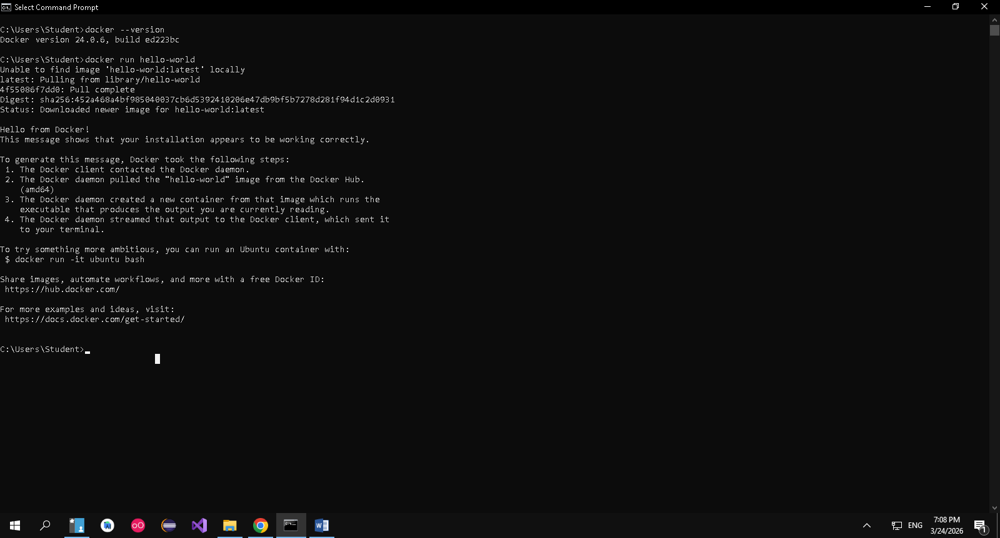 Select Command Prompt
C:\Users\Student>docker --version
Docker version 24.0.6, build ed223bc
C:\Users\Student>docker run hello-world
Unable to find image 'hello-world:latest' locally
latest: Pulling from library/hello-world
4f55086f7dd0: Pull complete
Digest: sha256:452a468a4bf985040037cb6d5392410206e47db9bf5b7278d281f94d1c2d0931
Status: Downloaded newer image for hello-world:latest
Hello from Docker!
This message shows that your installation appears to be working correctly.
To generate this message, Docker took the following steps:
1. The Docker client contacted the Docker daemon.
2. The Docker daemon pulled the "hello-world" image from the Docker Hub.
(amd64)
3. The Docker daemon created a new container from that image which runs the
executable that produces the output you are currently reading.
4. The Docker daemon streamed that output to the Docker client, which sent it
to your terminal.
To try something more ambitious, you can run an Ubuntu container with:
$ docker run -it ubuntu bash
Share images, automate workflows, and more with a free Docker ID:
https://hub.docker.com/
For more examples and ideas, visit:
https://docs.docker.com/get-started/
C:\Users\Student>
ENG
7:08 PM
3/24/2026
1